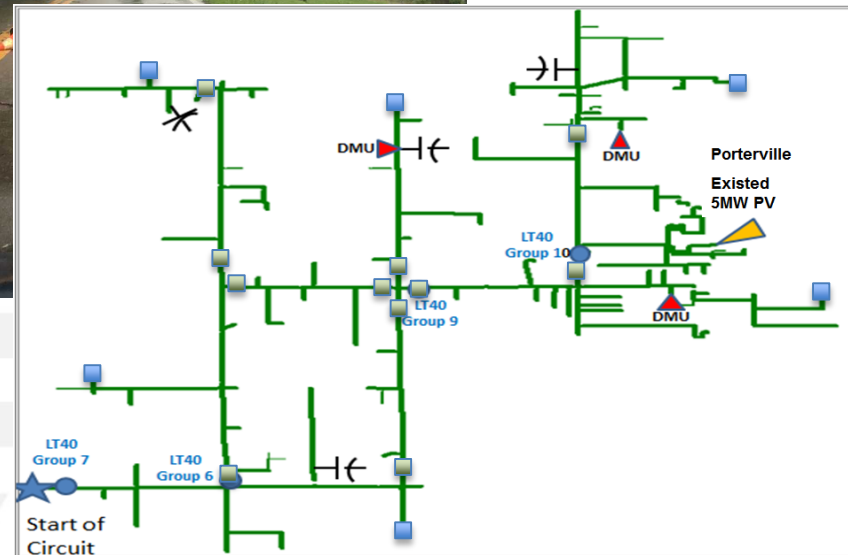 DMU
DMU
Porterville
Existed
5MW PV
LT40
Group 10
LT40
Group 9
DMU
LT40
Group 7
LT40
Group 6
Start of
Circuit